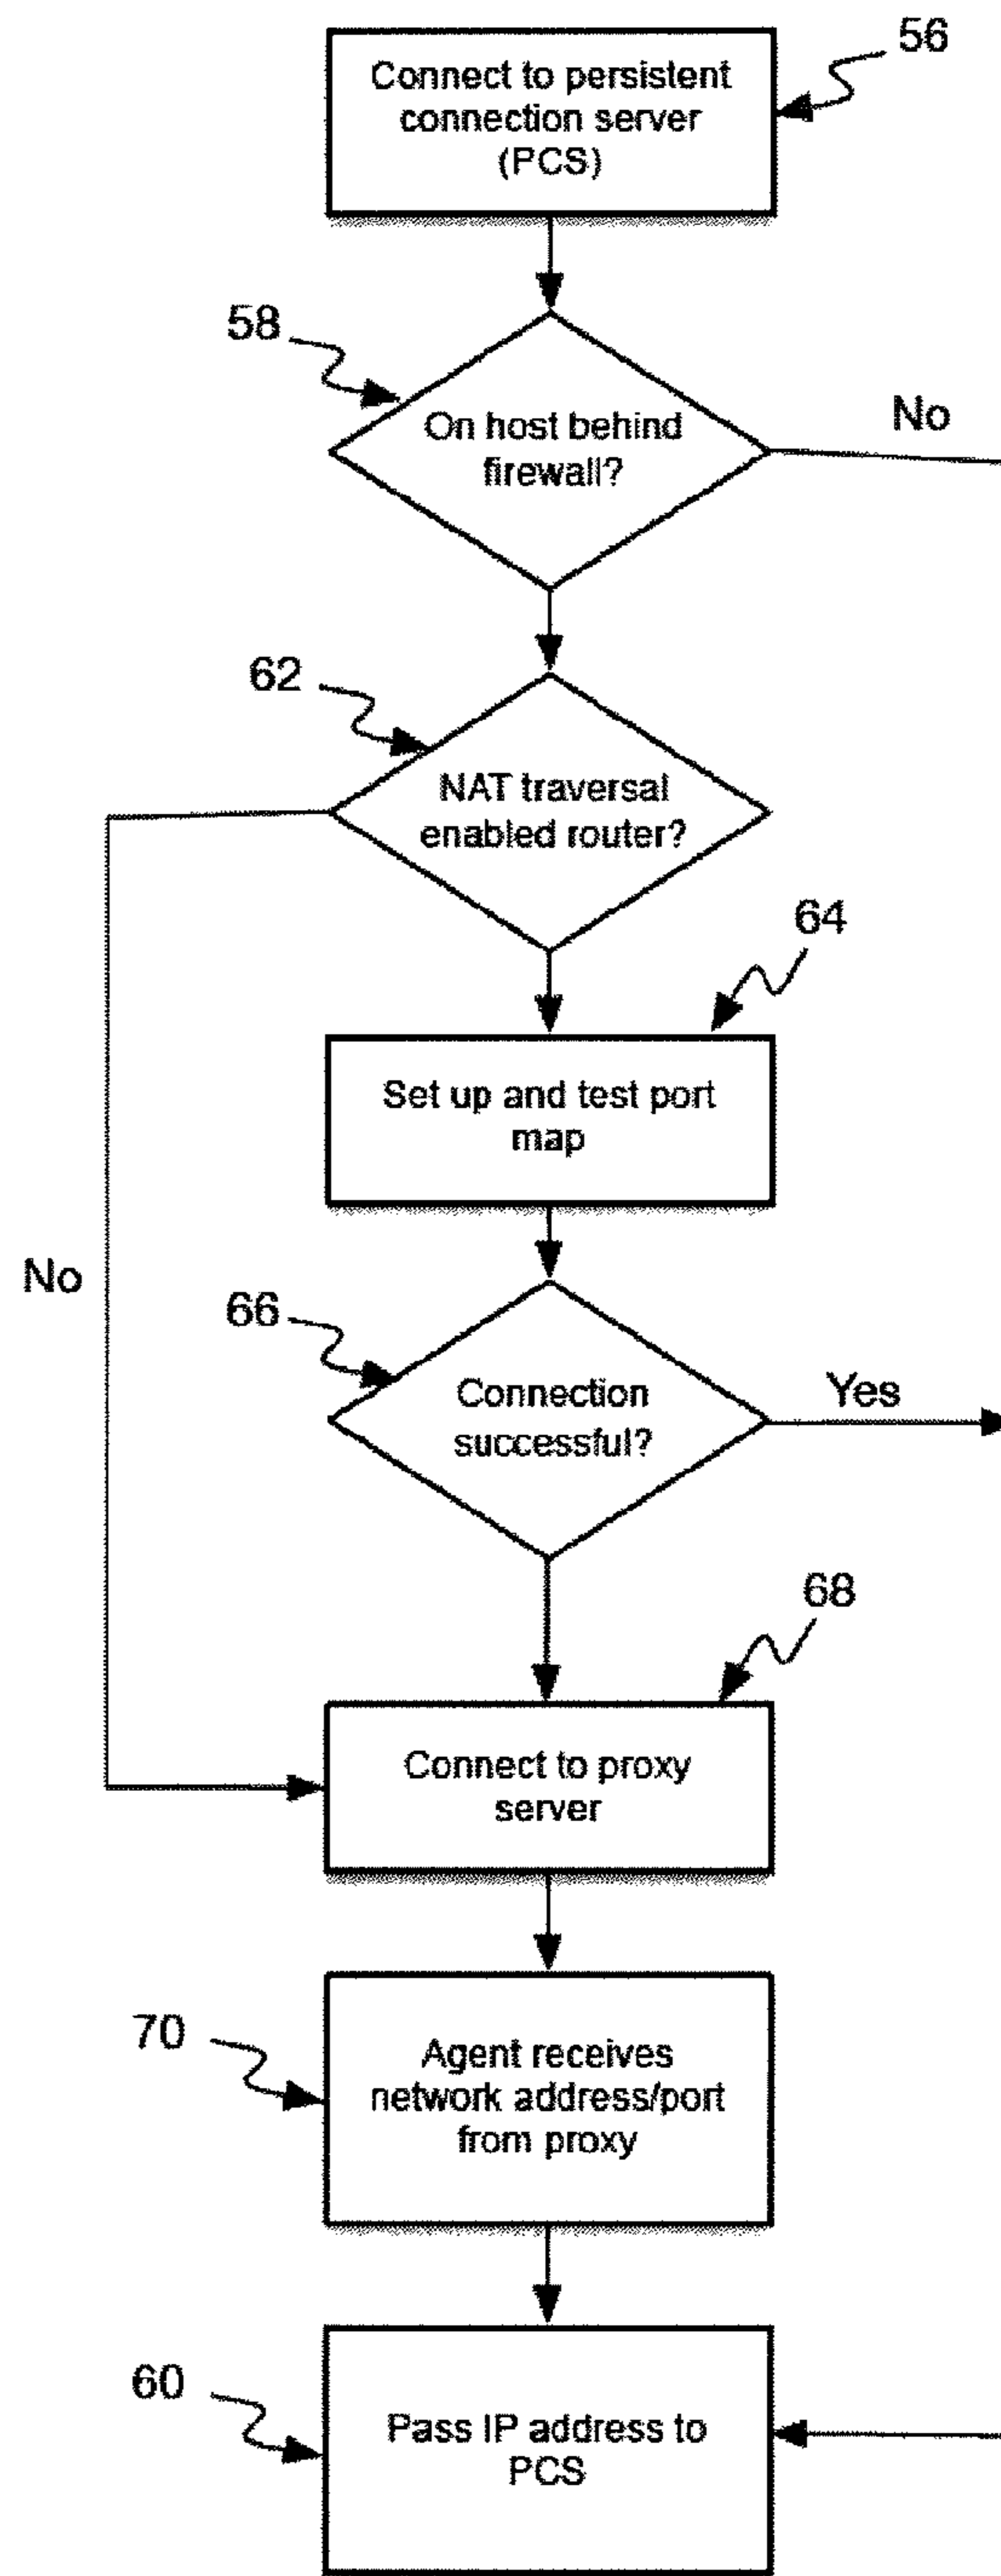 56
Connect to persistent
connection server
(PCS)
58
On host behind
firewall?
No
62
NAT traversal
enabled router?
64
Set up and test port
map
No
66
Connection
successful?
Yes
68
Connect to proxy
server
70
Agent receives
network address/port
from proxy
60
Pass IP address to
PCS